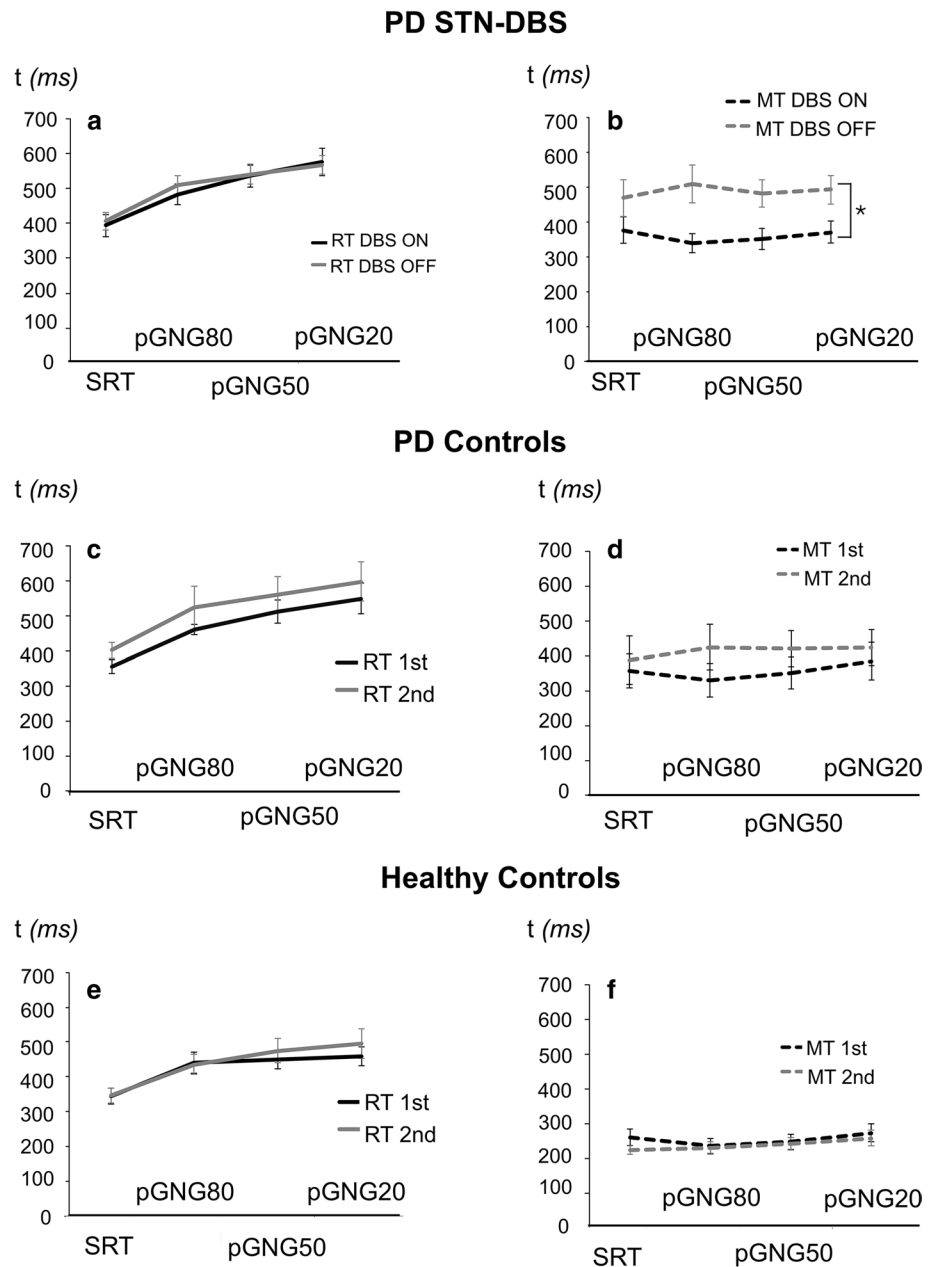 PD STN-DBS
t (ms)
t (ms)
a
700
600
500
400
300
200
100
0
RT DBS ON
RT DBS OFF
pGNG80
pGNG20
SRT
pGNG50
b
MT DBS ON
MT DBS OFF
700
600
500
400
300
200
100
0
*
pGNG80
pGNG20
SRT
pGNG50
PD Controls
t (ms)
t (ms)
c
700
600
500
400
300
200
100
0
RT 1st
RT 2nd
pGNG80
pGNG20
SRT
pGNG50
d
MT 1st
MT 2nd
700
600
500
400
300
200
100
0
pGNG80
pGNG20
SRT
pGNG50
Healthy Controls
t (ms)
t (ms)
e
700
600
500
400
300
200
100
0
RT 1st
RT 2nd
pGNG80
pGNG20
SRT
pGNG50
f
700
600
500
400
300
200
100
0
MT 1st
MT 2nd
pGNG80
pGNG20
SRT
pGNG50